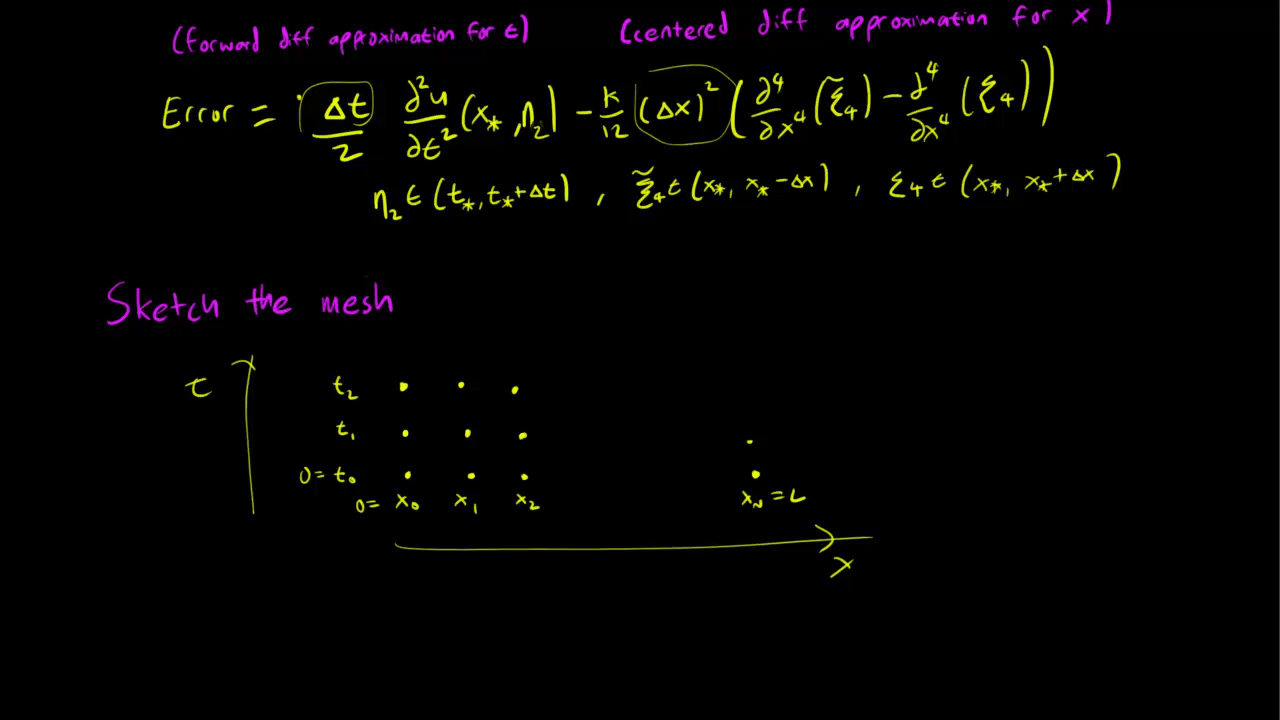 (forward diff approximation for t) (centered diff approximation for x)
Error = Δt/2 ∂²u/∂t² (x*, η₂) − k/12 (Δx)² (∂⁴/∂x⁴ (ξ̃₄) − ∂⁴/∂x⁴ (ξ₄))
η₂ ∈ (t*, t* + Δt) , ξ̃₄ ∈ (x*, x* − Δx) , ξ₄ ∈ (x*, x* + Δx)
Sketch the mesh
t t₂
t₁
0 = t₀
0 = x₀ x₁ x₂ x_N = L
x